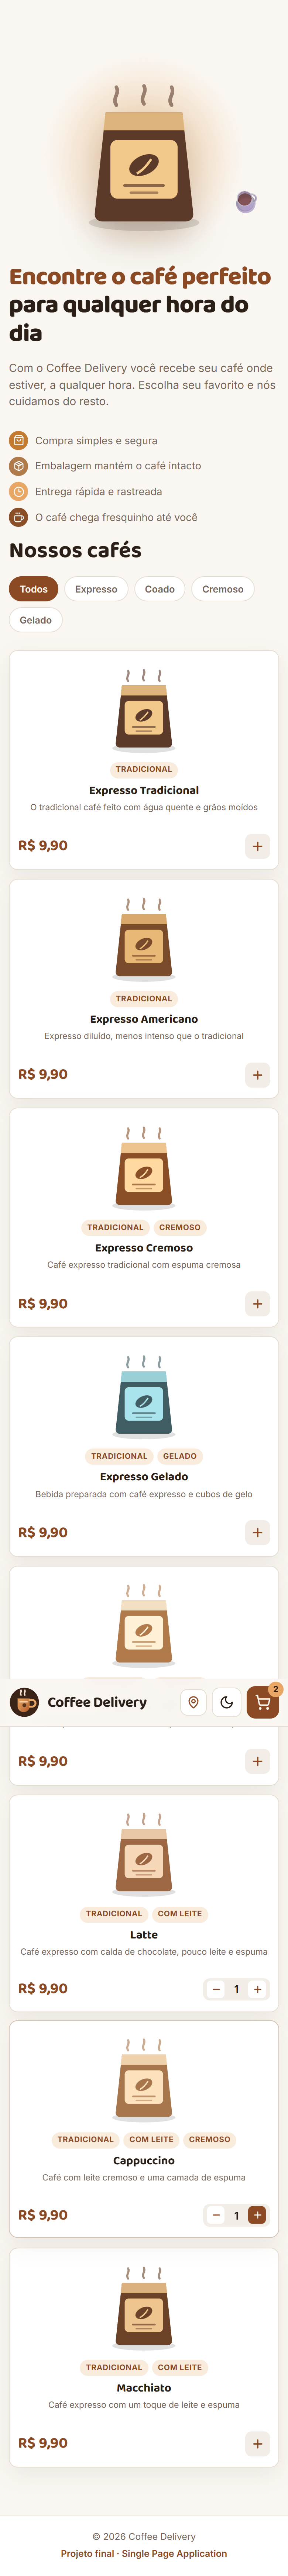 Encontre o café perfeito
para qualquer hora do
dia
Com o Coffee Delivery você recebe seu café onde
estiver, a qualquer hora. Escolha seu favorito e nós
cuidamos do resto.
Compra simples e segura
Embalagem mantém o café intacto
Entrega rápida e rastreada
O café chega fresquinho até você
Nossos cafés
Todos Expresso Coado Cremoso
Gelado
TRADICIONAL
Expresso Tradicional
O tradicional café feito com água quente e grãos moídos
R$ 9,90 +
TRADICIONAL
Expresso Americano
Expresso diluído, menos intenso que o tradicional
R$ 9,90 +
TRADICIONAL CREMOSO
Expresso Cremoso
Café expresso tradicional com espuma cremosa
R$ 9,90 +
TRADICIONAL GELADO
Expresso Gelado
Bebida preparada com café expresso e cubos de gelo
R$ 9,90 +
Coffee Delivery 2
R$ 9,90 +
TRADICIONAL COM LEITE
Latte
Café expresso com calda de chocolate, pouco leite e espuma
R$ 9,90 − 1 +
TRADICIONAL COM LEITE CREMOSO
Cappuccino
Café com leite cremoso e uma camada de espuma
R$ 9,90 − 1 +
TRADICIONAL COM LEITE
Macchiato
Café expresso com um toque de leite e espuma
R$ 9,90 +
© 2026 Coffee Delivery
Projeto final · Single Page Application